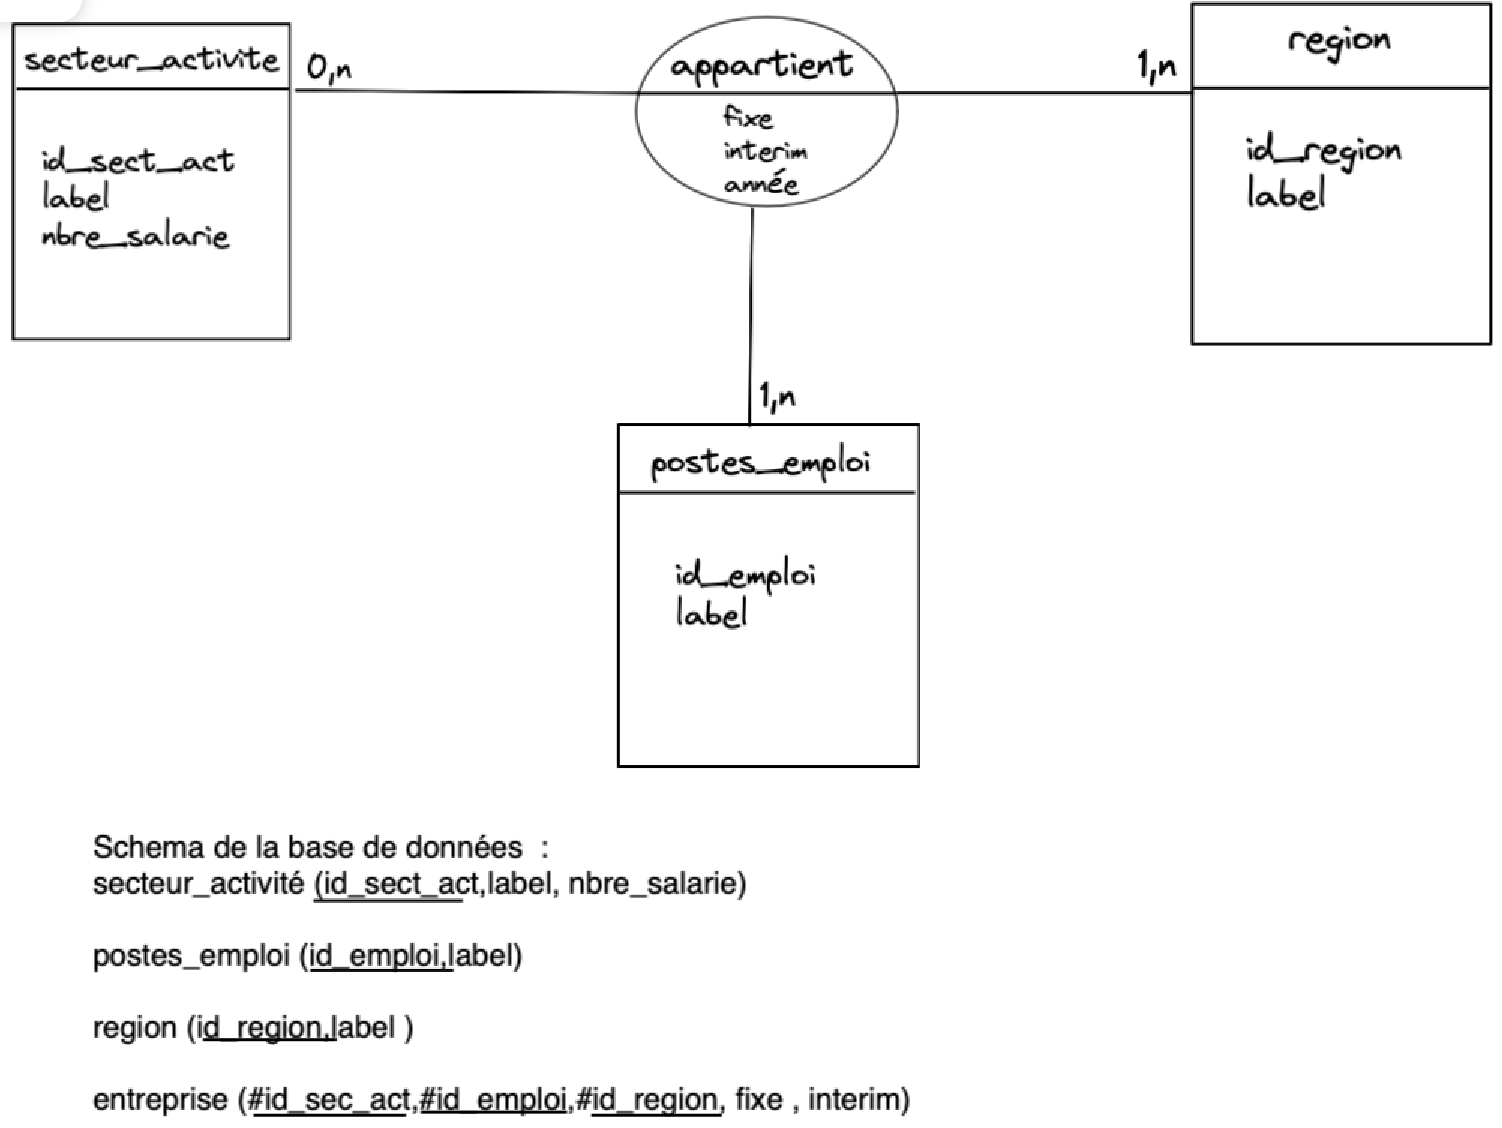 secteur_activite
0,n
appartient
1,n
region
fixe
interim
année
id_sect_act
label
nbre_salarie
id_region
label
1,n
postes_emploi
id_emploi
label
Schema de la base de données :
secteur_activité (id_sect_act,label, nbre_salarie)
postes_emploi (id_emploi,label)
region (id_region,label )
entreprise (#id_sec_act,#id_emploi,#id_region, fixe , interim)